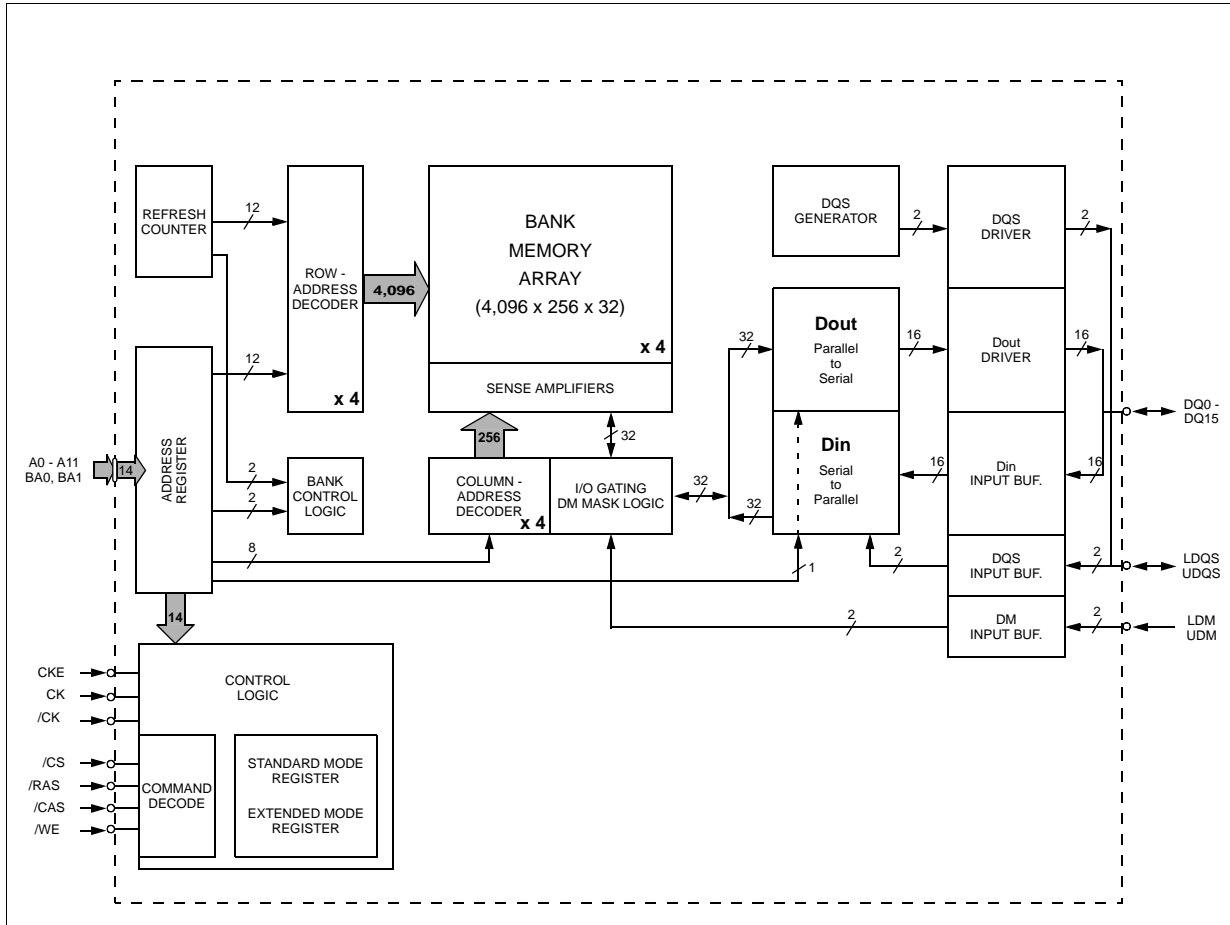 REFRESH
COUNTER
12
ROW -
ADDRESS
DECODER
x 4
4,096
BANK
MEMORY
ARRAY
(4,096 x 256 x 32)
x 4
SENSE AMPLIFIERS
DQS
GENERATOR
2
DQS
DRIVER
2
32
Dout
Parallel
to
Serial
16
Dout
DRIVER
16
DQ0 -
DQ15
A0 - A11
BA0, BA1
14
ADDRESS
REGISTER
12
2
2
BANK
CONTROL
LOGIC
256
32
COLUMN -
ADDRESS
DECODER
x 4
I/O GATING
DM MASK LOGIC
32
32
Din
Serial
to
Parallel
16
Din
INPUT BUF.
16
8
1
2
DQS
INPUT BUF.
2
LDQS
UDQS
2
DM
INPUT BUF.
2
LDM
UDM
14
CKE
CK
/CK
/CS
/RAS
/CAS
/WE
CONTROL
LOGIC
COMMAND
DECODE
STANDARD MODE
REGISTER
EXTENDED MODE
REGISTER